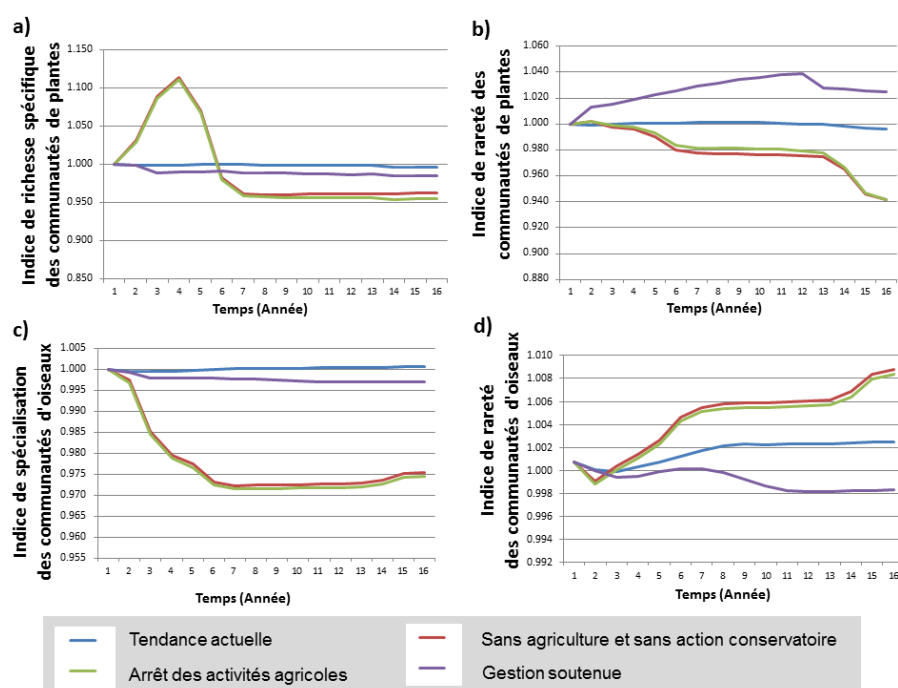 a)
Indice de richesse spécifique
des communautés de plantes
1.150
1.100
1.050
1.000
0.950
0.900
0.850
1 2 3 4 5 6 7 8 9 10 11 12 13 14 15 16
Temps (Année)
b)
Indice de rareté des
communautés de plantes
1.060
1.040
1.020
1.000
0.980
0.960
0.940
0.920
0.900
0.880
1 2 3 4 5 6 7 8 9 10 11 12 13 14 15 16
Temps (Année)
c)
Indice de spécialisation
des communautés d'oiseaux
1.005
1.000
0.995
0.990
0.985
0.980
0.975
0.970
0.965
0.960
0.955
1 2 3 4 5 6 7 8 9 10 11 12 13 14 15 16
Temps (Année)
d)
Indice de rareté
des communautés d'oiseaux
1.010
1.008
1.006
1.004
1.002
1.000
0.998
0.996
0.994
0.992
1 2 3 4 5 6 7 8 9 10 11 12 13 14 15 16
Temps (Année)
Tendance actuelle
Sans agriculture et sans action conservatoire
Arrêt des activités agricoles
Gestion soutenue